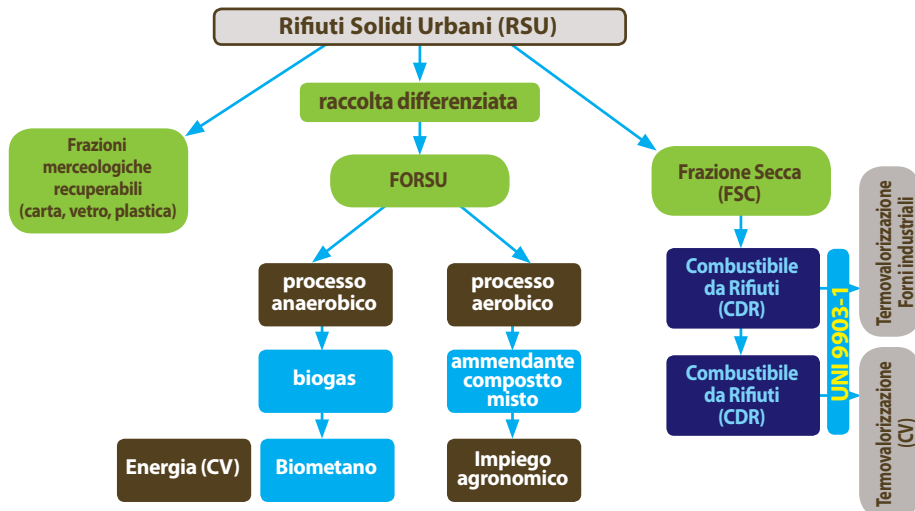 Rifiuti Solidi Urbani (RSU)
raccolta differenziata
Frazioni
merceologiche
recuperabili
(carta, vetro, plastica)
FORSU
Frazione Secca
(FSC)
processo
anaerobico
processo
aerobico
Combustibile
da Rifiuti
(CDR)
UNI 9903-1
Termovalorizzazione
Forni industriali
biogas
ammendante
compostto
misto
Combustibile
da Rifiuti
(CDR)
Termovalorizzazione
(CV)
Energia (CV)
Biometano
Impiego
agronomico